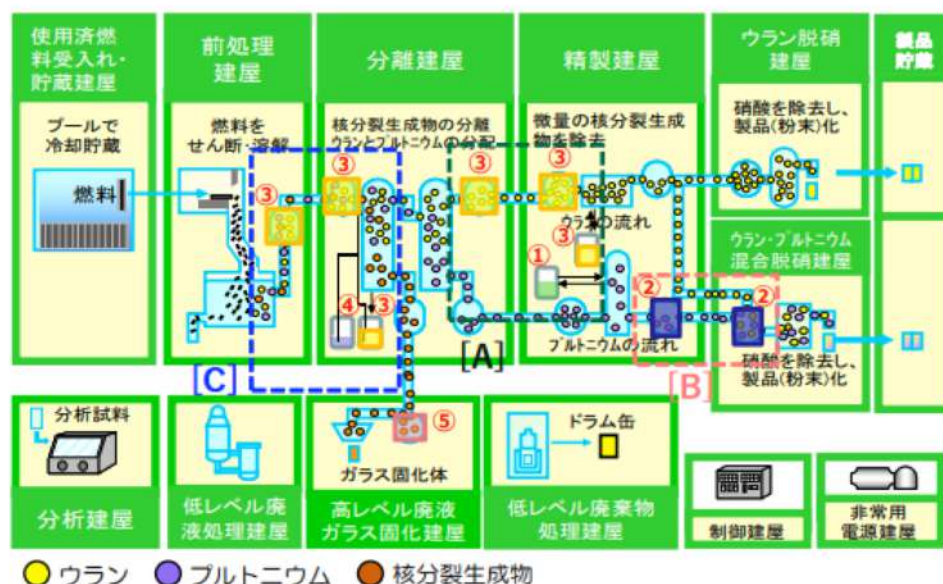 使用済燃
料受入れ・
貯蔵建屋
プールで
冷却貯蔵
燃料
前処理
建屋
燃料を
せん断・溶解
③
分離建屋
核分裂生成物の分離
ウランとプルトニウムの分配
③
④
③
精製建屋
微量の核分裂生成
物を除去
③
③
ウランの流れ
③
①
②
プルトニウムの流れ
ウラン脱硝
建屋
硝酸を除去し、
製品(粉末)化
ウラン・プルトニウム
混合脱硝建屋
②
硝酸を除去し、
製品(粉末)化
製品
貯蔵
[A]
[B]
[C]
分析試料
分析建屋
低レベル廃
液処理建屋
⑤
ガラス固化体
高レベル廃液
ガラス固化建屋
ドラム缶
低レベル廃棄物
処理建屋
制御建屋
非常用
電源建屋
ウラン プルトニウム 核分裂生成物